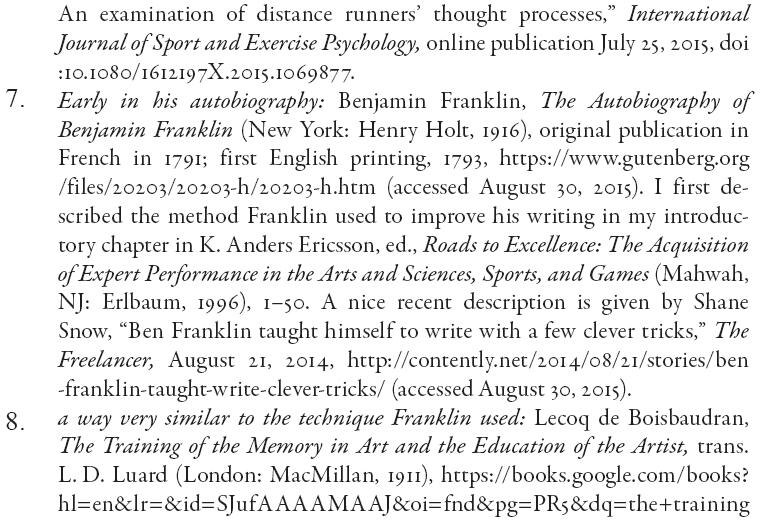 An examination of distance runners’ thought processes,” International
Journal of Sport and Exercise Psychology, online publication July 25, 2015, doi
:10.1080/1612197X.2015.1069877.
7. Early in his autobiography: Benjamin Franklin, The Autobiography of
Benjamin Franklin (New York: Henry Holt, 1916), original publication in
French in 1791; first English printing, 1793, https://www.gutenberg.org
/files/20203/20203-h/20203-h.htm (accessed August 30, 2015). I first de-
scribed the method Franklin used to improve his writing in my introduc-
tory chapter in K. Anders Ericsson, ed., Roads to Excellence: The Acquisition
of Expert Performance in the Arts and Sciences, Sports, and Games (Mahwah,
NJ: Erlbaum, 1996), 1–50. A nice recent description is given by Shane
Snow, “Ben Franklin taught himself to write with a few clever tricks,” The
Freelancer, August 21, 2014, http://contently.net/2014/08/21/stories/ben
-franklin-taught-write-clever-tricks/ (accessed August 30, 2015).
8. a way very similar to the technique Franklin used: Lecoq de Boisbaudran,
The Training of the Memory in Art and the Education of the Artist, trans.
L. D. Luard (London: MacMillan, 1911), https://books.google.com/books?
hl=en&lr=&id=SJufAAAAMAAJ&oi=fnd&pg=PR5&dq=the+training